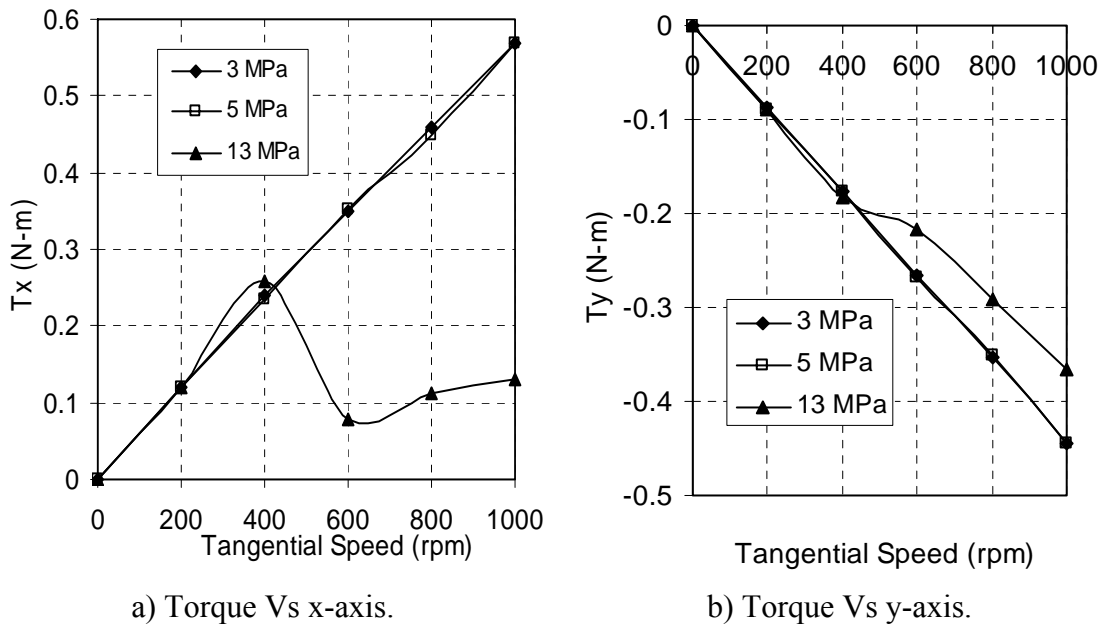 0.6
0.5
0.4
0.3
0.2
0.1
0
Tx (N-m)
3 MPa
5 MPa
13 MPa
0 200 400 600 800 1000
Tangential Speed (rpm)
a) Torque Vs x-axis.
0
-0.1
-0.2
-0.3
-0.4
-0.5
Ty (N-m)
0 200 400 600 800 1000
3 MPa
5 MPa
13 MPa
Tangential Speed (rpm)
b) Torque Vs y-axis.